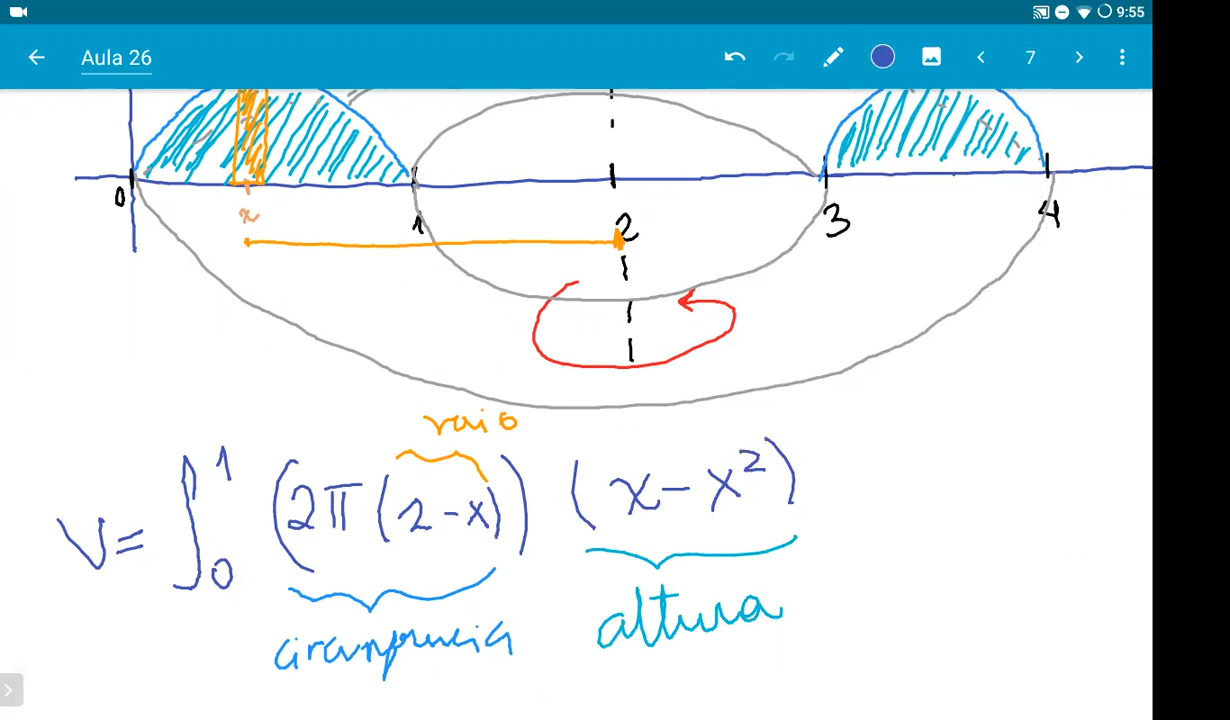 9:55
Aula 26
7
0 x 1 2 3 4
raio
V = ∫₀¹ (2π (2 - x)) (x - x²)
circunferência altura